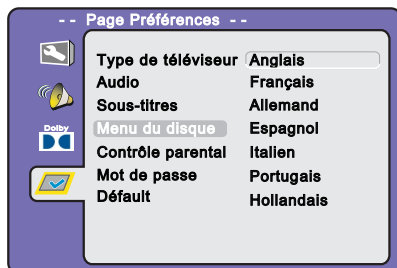 - - Page Préférences - -
Type de téléviseur Anglais
Audio Français
Sous-titres Allemand
Dolby
Menu du disque Espagnol
Contrôle parental Italien
Mot de passe Portugais
Défault Hollandais